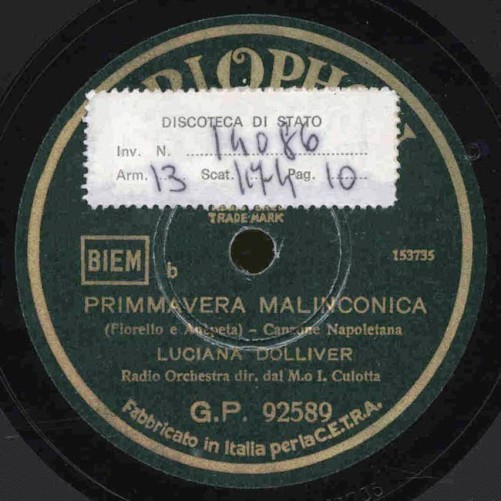 DISCOTECA DI STATO
Inv. N. 14086
Arm. 13 Scat. 1174 Pag. 10
TRADE MARK
BIEM
b
153735
PRIMMAVERA MALINCONICA
(Fiorello e Anepeta) - Canzone Napoletana
LUCIANA DOLLIVER
Radio Orchestra dir. dal M.o I. Culotta
G.P. 92589
Fabbricato in Italia per la C.E.T.R.A.